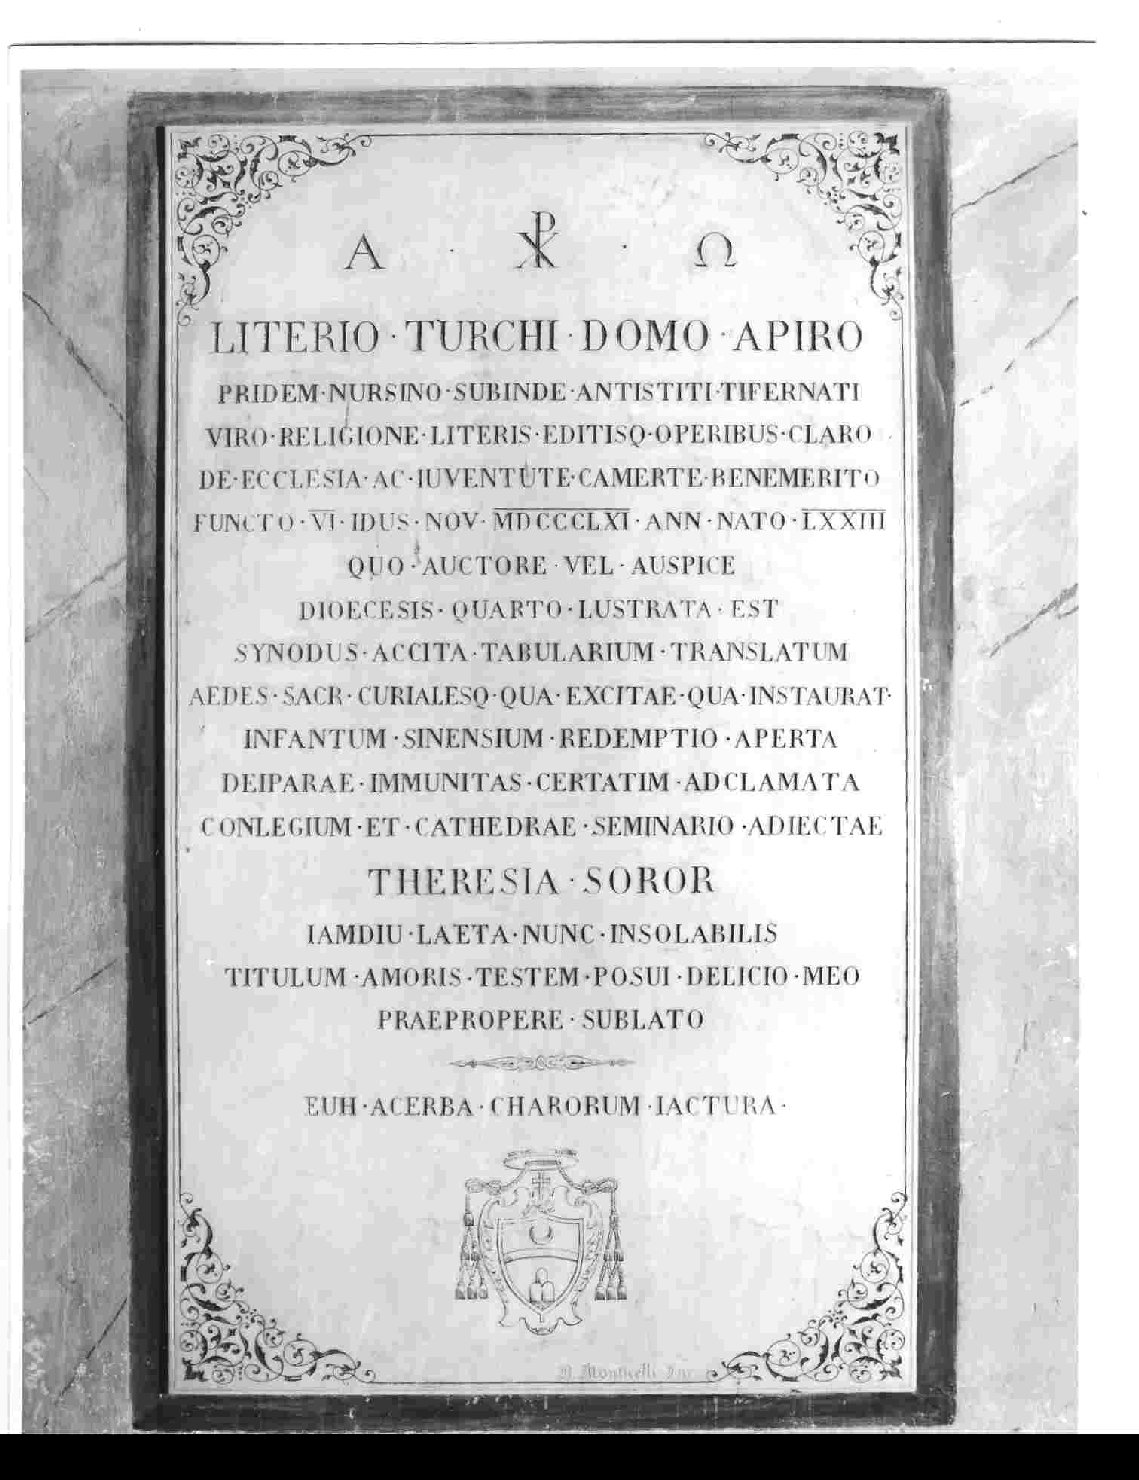 Α · ☧ · Ω
LITERIO · TURCHI · DOMO · APIRO
PRIDEM · NURSINO · SUBINDE · ANTISTITI · TIFERNATI
VIRO · RELIGIONE · LITERIS · EDITISQ · OPERIBUS · CLARO
DE · ECCLESIA · AC · IUVENTUTE · CAMERTE · BENEMERITO
FUNCTO · VI · IDUS · NOV · MDCCCLXI · ANN · NATO · LXXIII
QUO · AUCTORE · VEL · AUSPICE
DIOECESIS · QUARTO · LUSTRATA · EST
SYNODUS · ACCITA · TABULARIUM · TRANSLATUM
AEDES · SACR · CURIALESQ · QUA · EXCITAE · QUA · INSTAURAT ·
INFANTUM · SINENSIUM · REDEMPTIO · APERTA
DEIPARAE · IMMUNITAS · CERTATIM · ADCLAMATA
CONLEGIUM · ET · CATHEDRAE · SEMINARIO · ADIECTAE
THERESIA · SOROR
IAMDIU · LAETA · NUNC · INSOLABILIS
TITULUM · AMORIS · TESTEM · POSUI · DELICIO · MEO
PRAEPROPERE · SUBLATO
EUH · ACERBA · CHARORUM · IACTURA ·
Monticelli